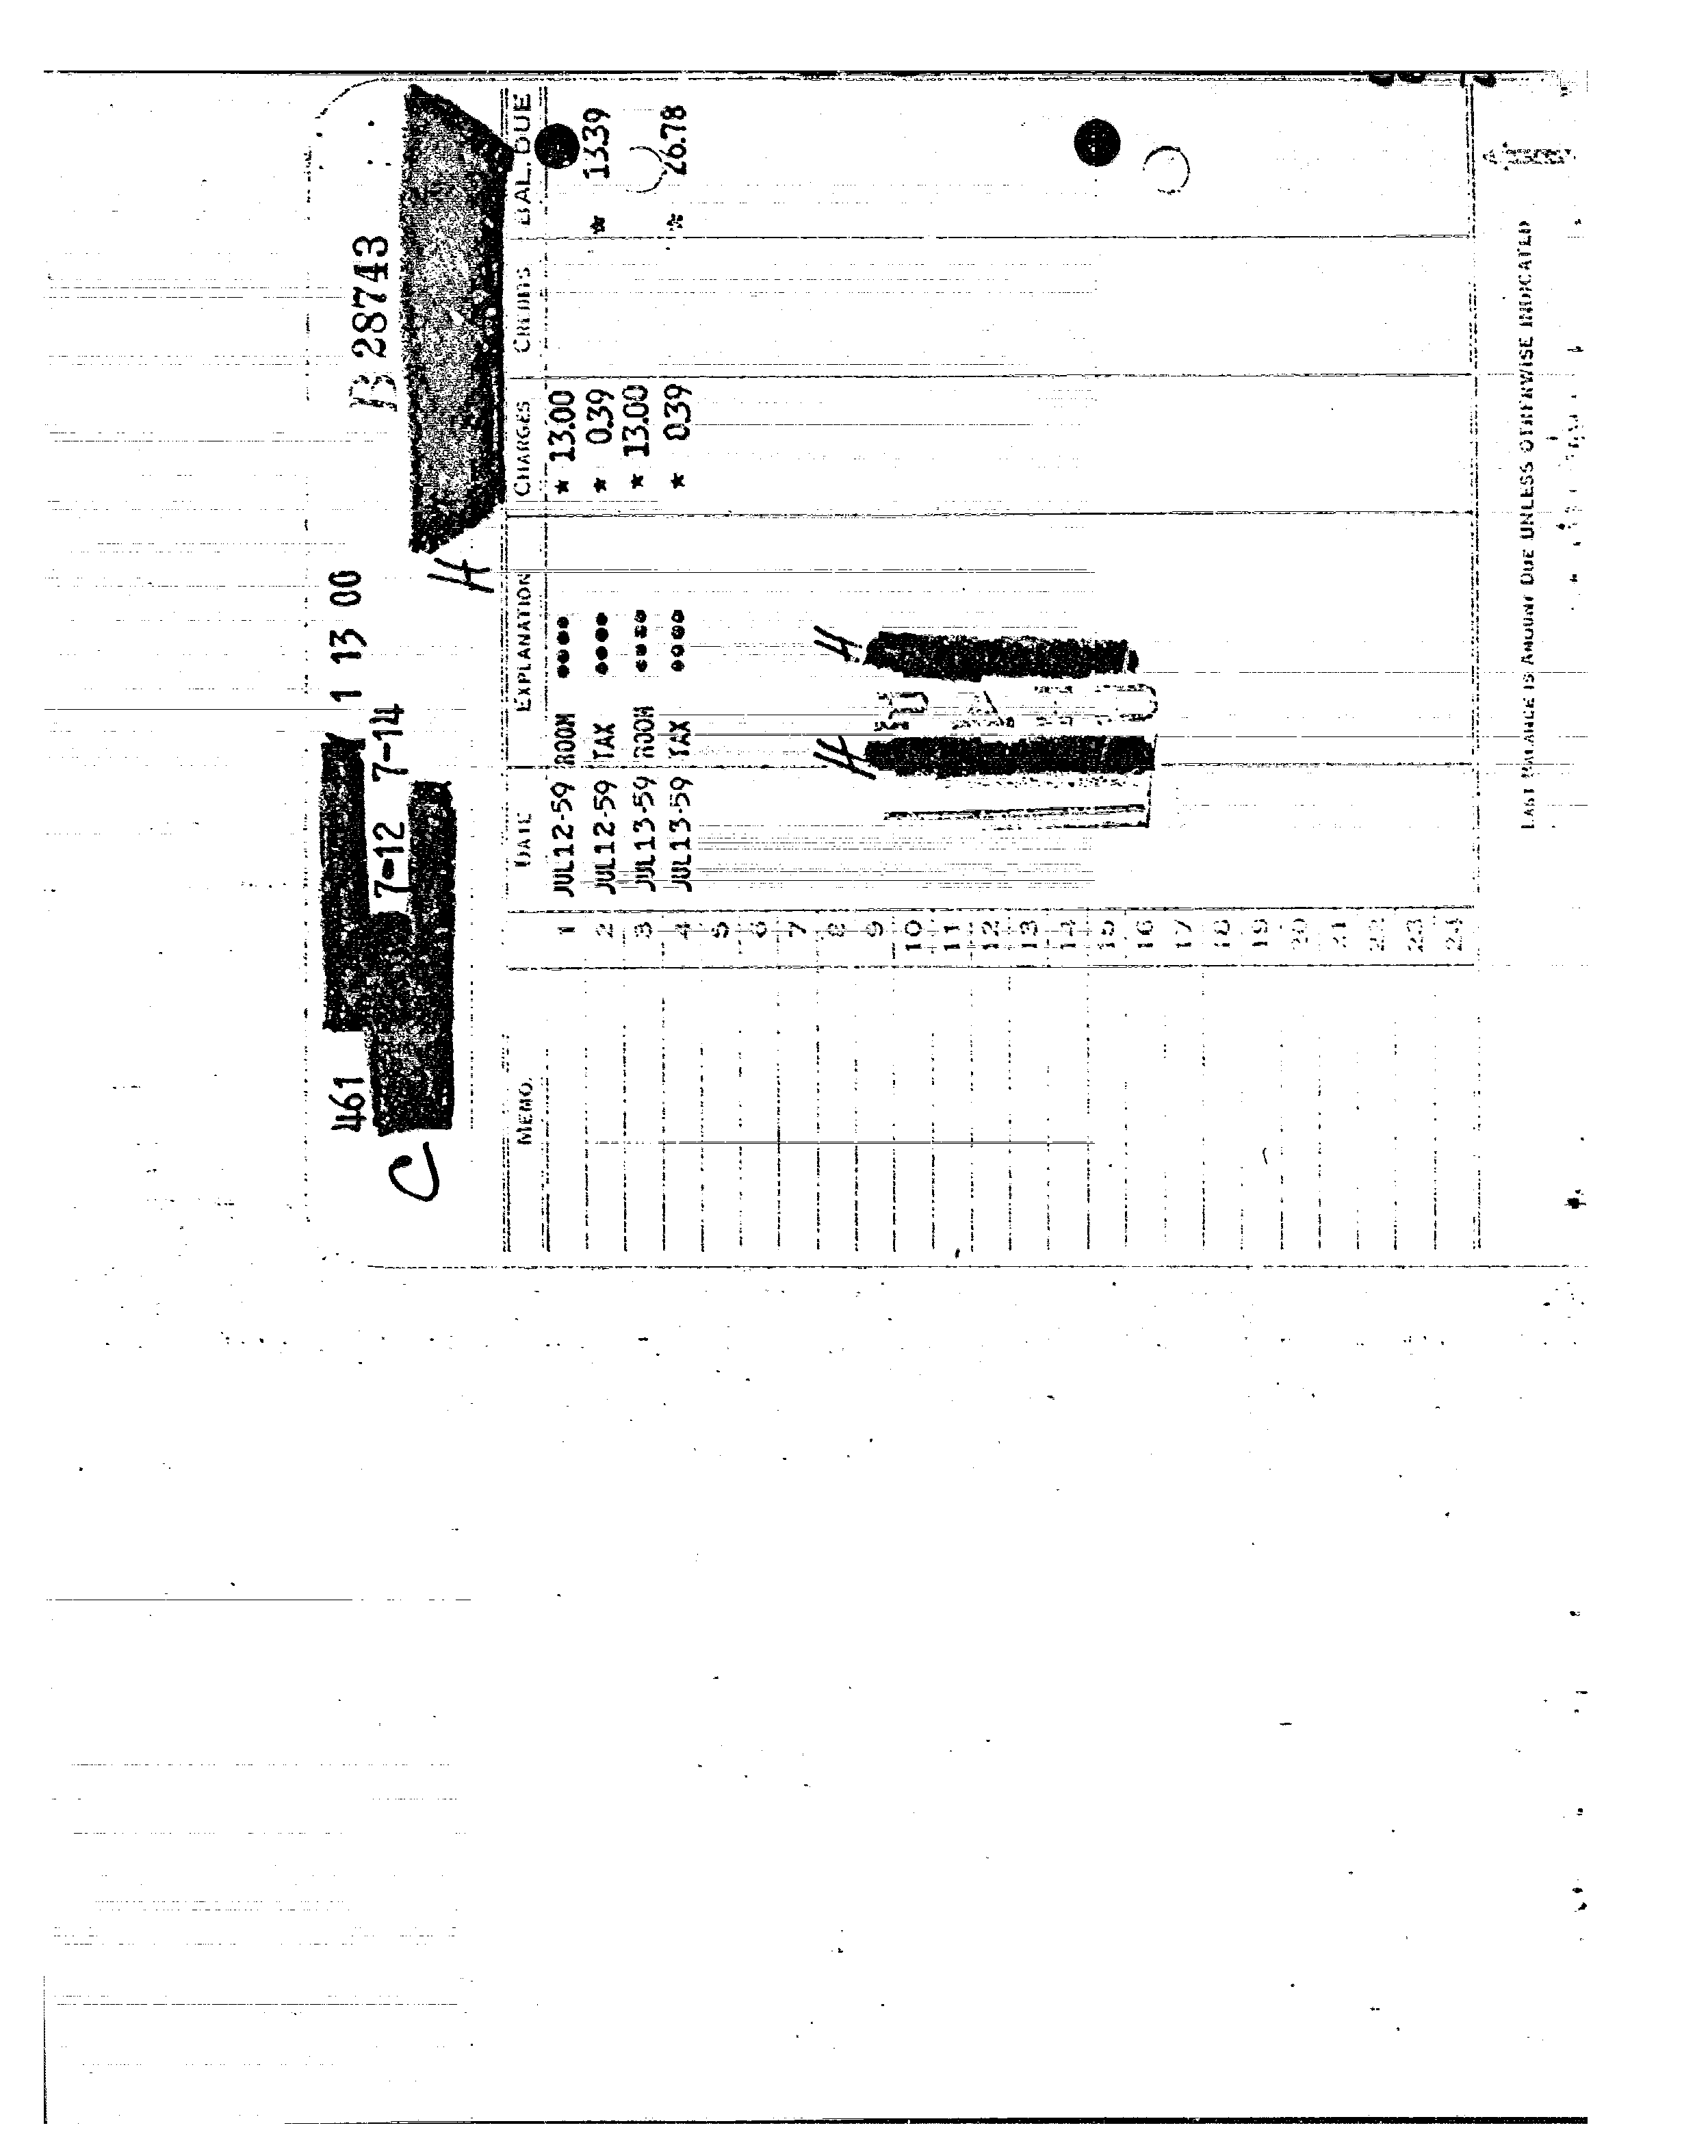 B 28743
461 1 13 00
7-12 7-14
C
H
MEMO. DATE EXPLANATION CHARGES CREDITS BAL. DUE
1 JUL12-59 ROOM •••• * 13.00
2 JUL12-59 TAX •••• * 0.39 * 13.39
3 JUL13-59 ROOM •••• * 13.00
4 JUL13-59 TAX •••• * 0.39 * 26.78
5
6
7
8 H H
9
10
11
12
13
14
15
16
17
18
19
20
21
22
23
24
LAST BALANCE IS AMOUNT DUE UNLESS OTHERWISE INDICATED